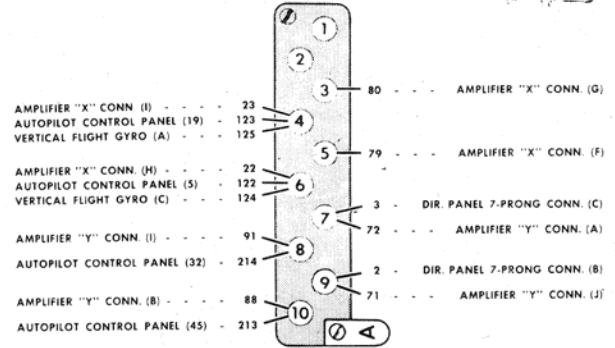 1
2
3 80 - - - AMPLIFIER "X" CONN. (G)
AMPLIFIER "X" CONN (I) - - - - 23
AUTOPILOT CONTROL PANEL (19) - 123 4
VERTICAL FLIGHT GYRO (A) - - - 125
5 79 - - - AMPLIFIER "X" CONN. (F)
AMPLIFIER "X" CONN. (H) - - - - 22
AUTOPILOT CONTROL PANEL (5) - - 122 6
VERTICAL FLIGHT GYRO (C) - - - 124
3 - DIR. PANEL 7-PRONG CONN. (C)
7
72 - - - AMPLIFIER "Y" CONN. (A)
AMPLIFIER "Y" CONN. (I) - - - - 91
8
AUTOPILOT CONTROL PANEL (32) - 214
2 - DIR. PANEL 7-PRONG CONN. (B)
9
71 - - - AMPLIFIER "Y" CONN. (J)
AMPLIFIER "Y" CONN. (B) - - - - 88
10
AUTOPILOT CONTROL PANEL (45) - 213
A